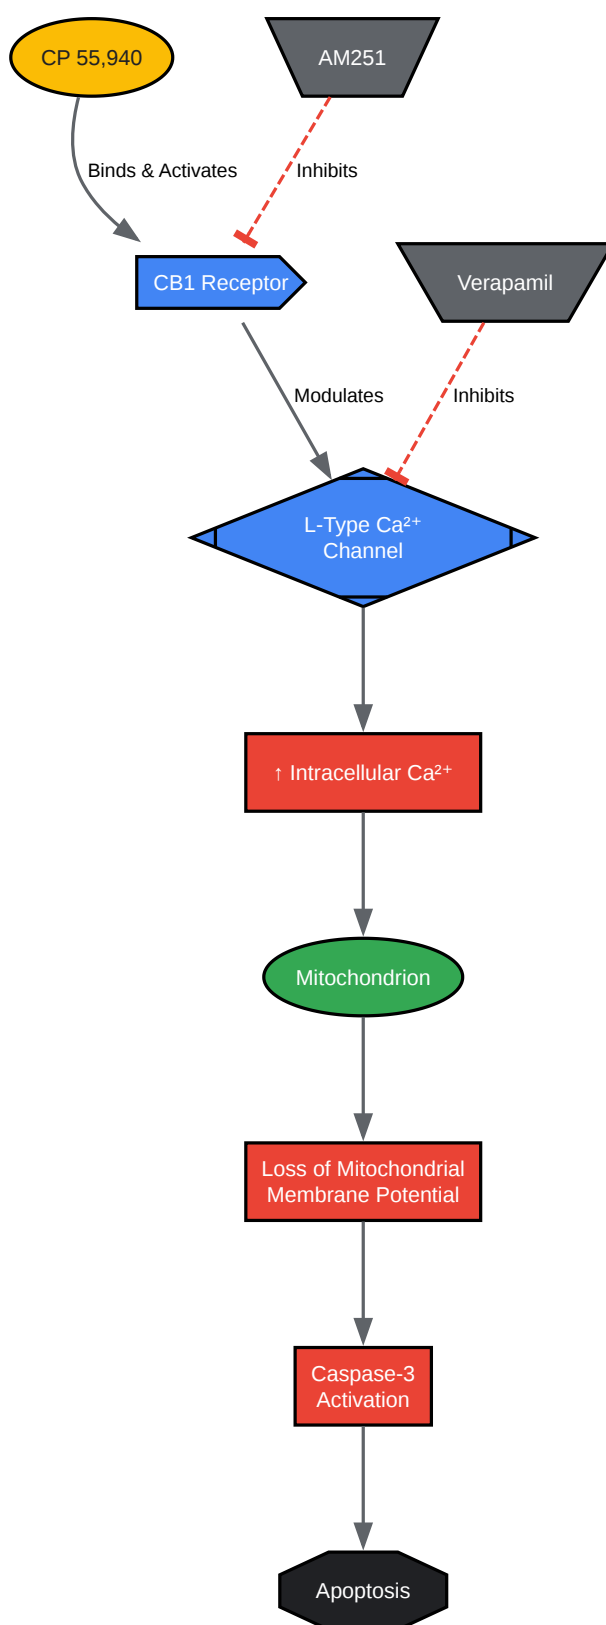 CP 55,940
AM251
Binds & Activates
Inhibits
CB1 Receptor
Verapamil
Modulates
Inhibits
L-Type Ca²⁺
Channel
↑ Intracellular Ca²⁺
Mitochondrion
Loss of Mitochondrial
Membrane Potential
Caspase-3
Activation
Apoptosis